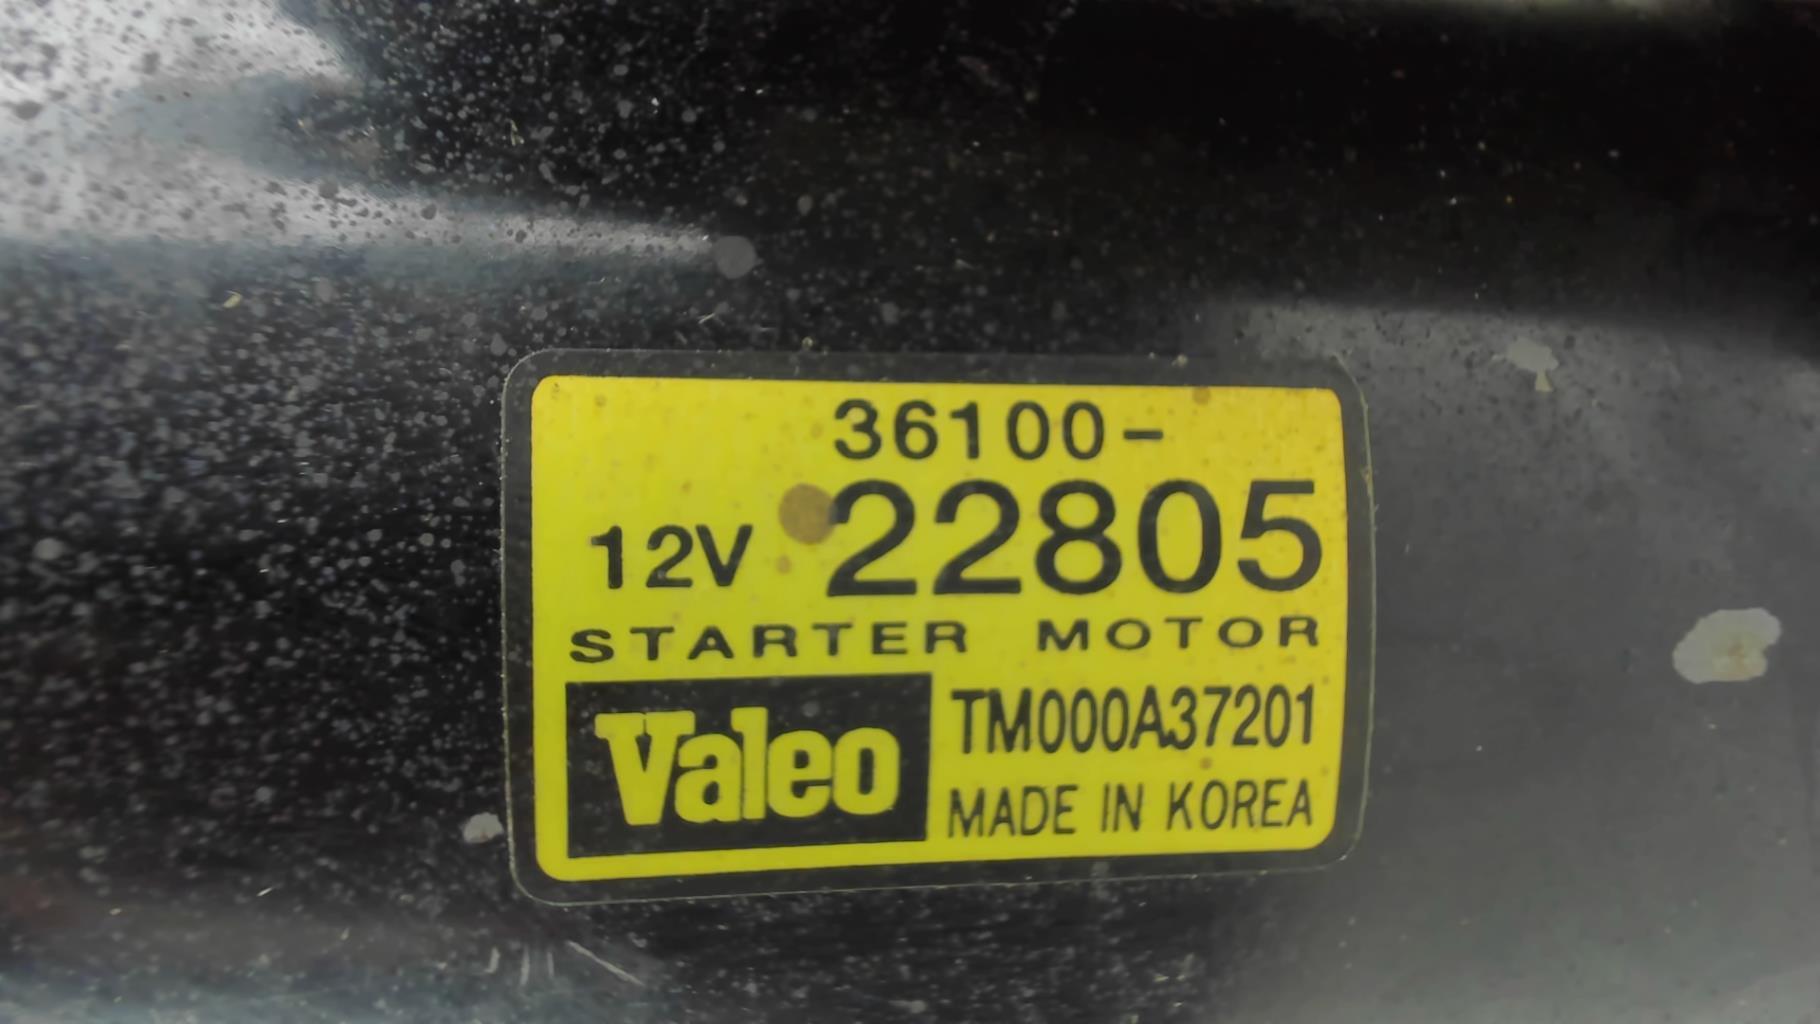 36100-
12V 22805
STARTER MOTOR
Valeo TM000A37201
MADE IN KOREA